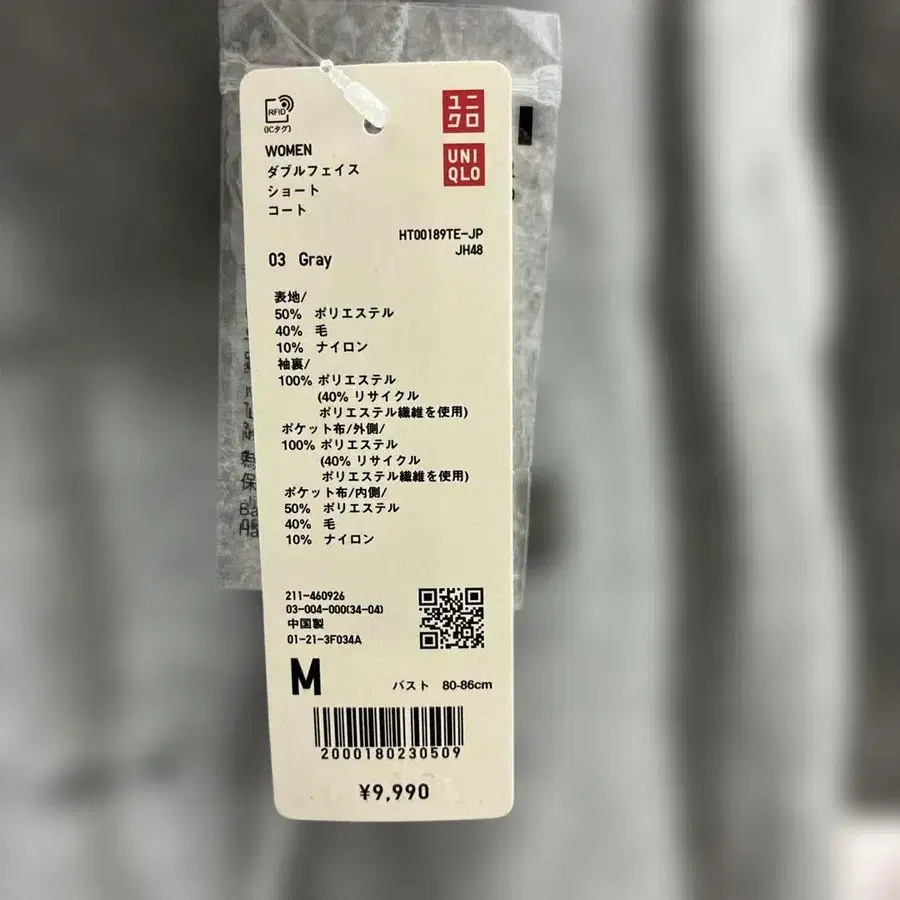 RFID
(ICタグ)
ユニ
クロ
UNI
QLO
WOMEN
ダブルフェイス
ショート
コート
HT00189TE-JP
JH48
03 Gray
表地/
50% ポリエステル
40% 毛
10% ナイロン
袖裏/
100% ポリエステル
(40% リサイクル
ポリエステル繊維を使用)
ポケット布/外側/
100% ポリエステル
(40% リサイクル
ポリエステル繊維を使用)
ポケット布/内側/
50% ポリエステル
40% 毛
10% ナイロン
211-460926
03-004-000(34-04)
中国製
01-21-3F034A
M
バスト 80-86cm
2000180230509
¥9,990